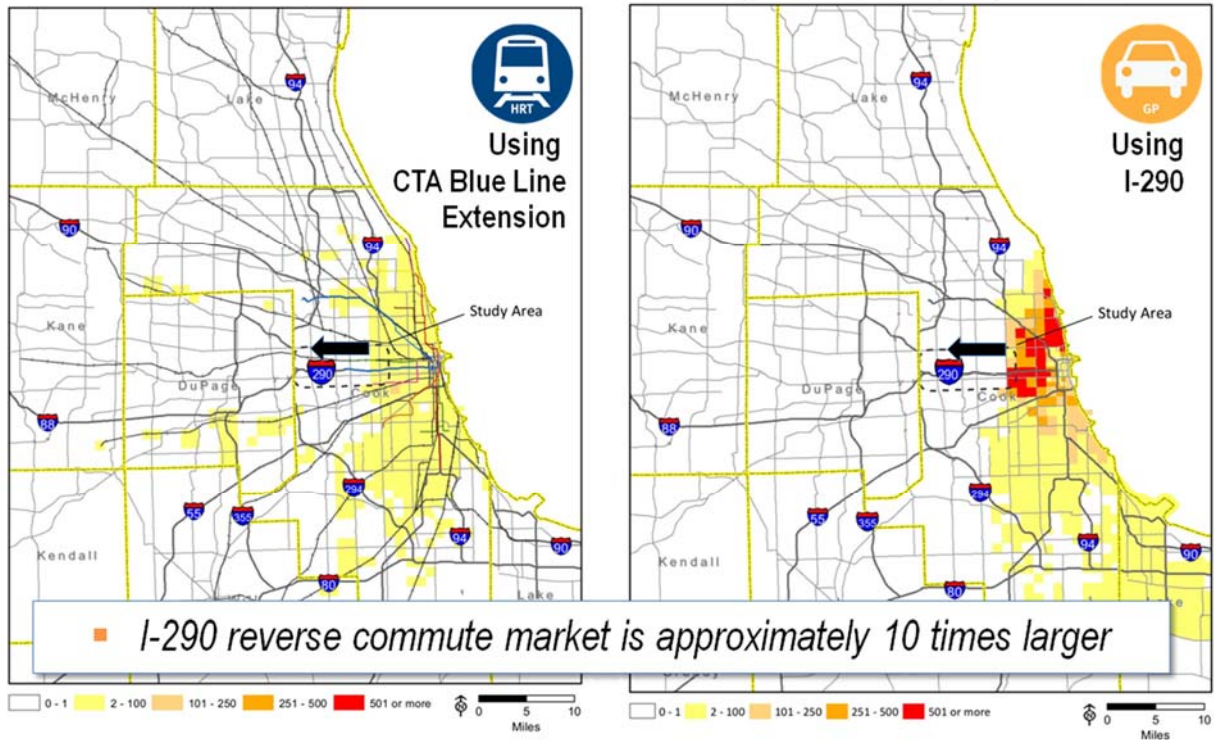 HRT
Using
CTA Blue Line
Extension
94
McHenry
Lake
90
94
Study Area
Kane
290
DuPage
Cook
88
294
55
355
94
90
Kendall
80
Lake
0 - 1
2 - 100
101 - 250
251 - 500
501 or more
0 5 10
Miles
GP
Using
I-290
94
McHenry
Lake
90
94
Study Area
Kane
290
DuPage
Cook
88
294
55
355
94
90
Kendall
80
Lake
▪ I-290 reverse commute market is approximately 10 times larger
0 - 1
2 - 100
101 - 250
251 - 500
501 or more
0 5 10
Miles